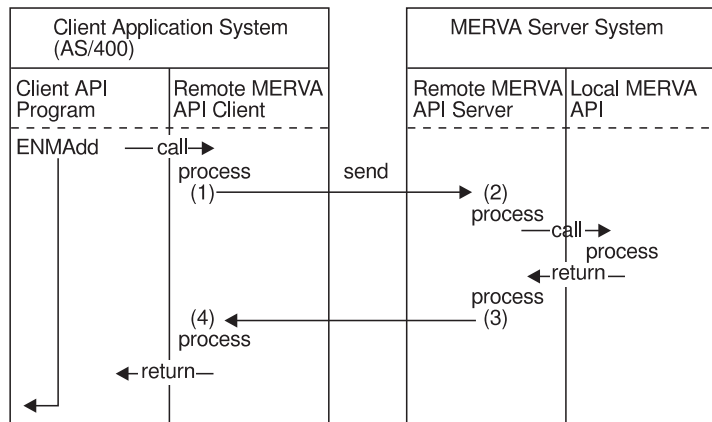 Client Application System
(AS/400)
MERVA Server System
Client API
Program
Remote MERVA
API Client
Remote MERVA
API Server
Local MERVA
API
ENMAdd
call
process
(1)
send
(2)
process
call
process
return
process
(3)
(4)
process
return